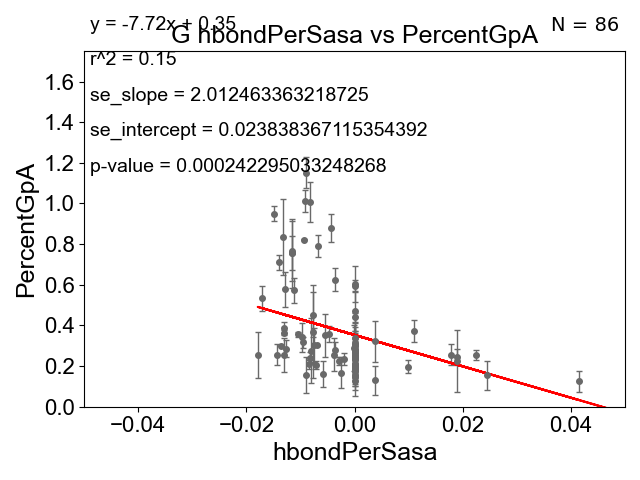 y = -7.72x + 0.35
N = 86
G hbondPerSasa vs PercentGpA
r^2 = 0.15
se_slope = 2.012463363218725
se_intercept = 0.023838367115354392
p-value = 0.000242295033248268
PercentGpA
1.6
1.4
1.2
1.0
0.8
0.6
0.4
0.2
0.0
−0.04
−0.02
0.00
0.02
0.04
hbondPerSasa